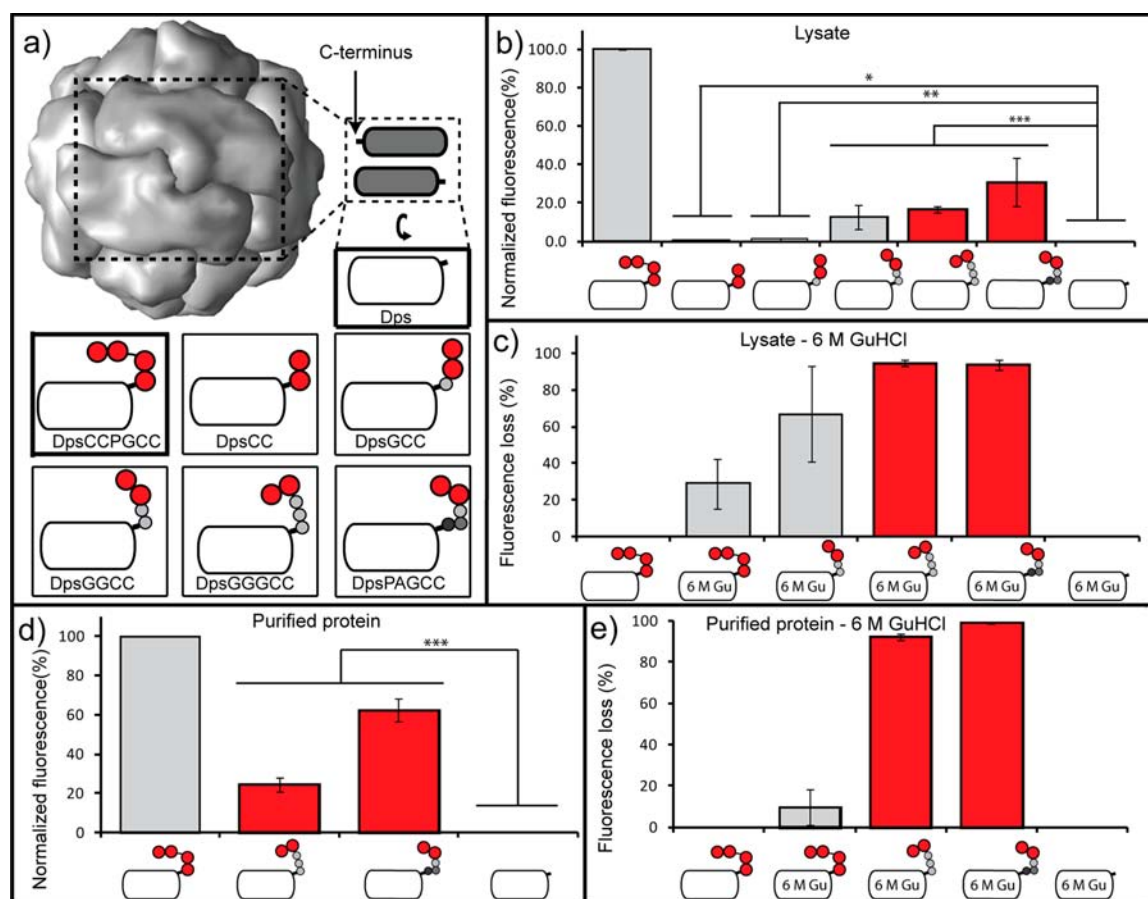 a)
C-terminus
Dps
DpsCCPGCC
DpsCC
DpsGCC
DpsGGCC
DpsGGGCC
DpsPAGCC
b)
Lysate
Normalized fluorescence(%)
100.0
80.0
60.0
40.0
20.0
0.0
*
**
***
c)
Lysate - 6 M GuHCl
Fluorescence loss (%)
100
80
60
40
20
0
6 M Gu
6 M Gu
6 M Gu
6 M Gu
d)
Purified protein
Normalized fluorescence(%)
100
80
60
40
20
0
***
e)
Purified protein - 6 M GuHCl
Fluorescence loss (%)
100
80
60
40
20
0
6 M Gu
6 M Gu
6 M Gu
6 M Gu